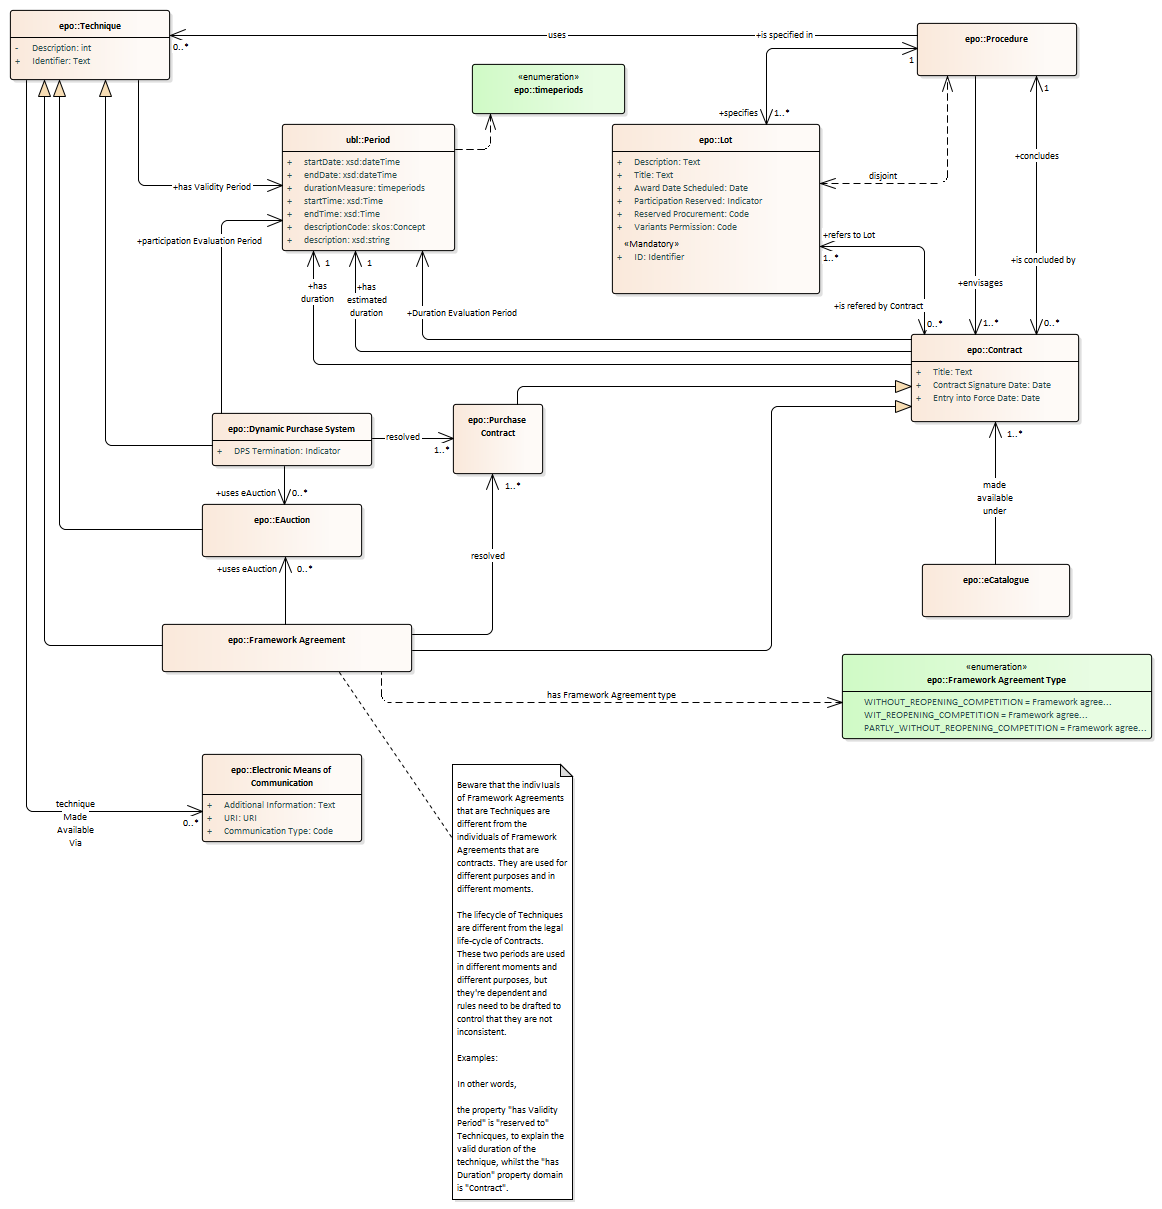 epo::Technique
- Description: int
+ Identifier: Text
0..*
uses
+is specified in
epo::Procedure
1
«enumeration»
epo::timeperiods
+specifies
1..*
1
ubl::Period
+ startDate: xsd:dateTime
+ endDate: xsd:dateTime
+ durationMeasure: timeperiods
+ startTime: xsd:Time
+ endTime: xsd:Time
+ descriptionCode: skos:Concept
+ description: xsd:string
epo::Lot
+ Description: Text
+ Title: Text
+ Award Date Scheduled: Date
+ Participation Reserved: Indicator
+ Reserved Procurement: Code
+ Variants Permission: Code
«Mandatory»
+ ID: Identifier
disjoint
+concludes
+has Validity Period
+participation Evaluation Period
+refers to Lot
1..*
+is concluded by
+envisages
+is refered by Contract
0..*
1..*
0..*
1
1
+has
duration
+has
estimated
duration
+Duration Evaluation Period
epo::Contract
+ Title: Text
+ Contract Signature Date: Date
+ Entry into Force Date: Date
epo::Dynamic Purchase System
+ DPS Termination: Indicator
resolved
1..*
epo::Purchase
Contract
1..*
1..*
made
available
under
+uses eAuction
0..*
epo::EAuction
resolved
+uses eAuction
0..*
epo::eCatalogue
epo::Framework Agreement
«enumeration»
epo::Framework Agreement Type
WITHOUT_REOPENING_COMPETITION = Framework agree...
WIT_REOPENING_COMPETITION = Framework agree...
PARTLY_WITHOUT_REOPENING_COMPETITION = Framework agree...
has Framework Agreement type
epo::Electronic Means of
Communication
+ Additional Information: Text
+ URI: URI
+ Communication Type: Code
technique
Made
Available
Via
0..*
Beware that the indiviuals
of Framework Agreements
that are Techniques are
different from the
individuals of Framework
Agreements that are
contracts. They are used for
different purposes and in
different moments.
The lifecycle of Techniques
are different from the legal
life-cycle of Contracts.
These two periods are used
in different moments and
different purposes, but
they're dependent and
rules need to be drafted to
control that they are not
inconsistent.
Examples:
In other words,
the property "has Validity
Period" is "reserved to"
Technicques, to explain the
valid duration of the
technique, whilst the "has
Duration" property domain
is "Contract".